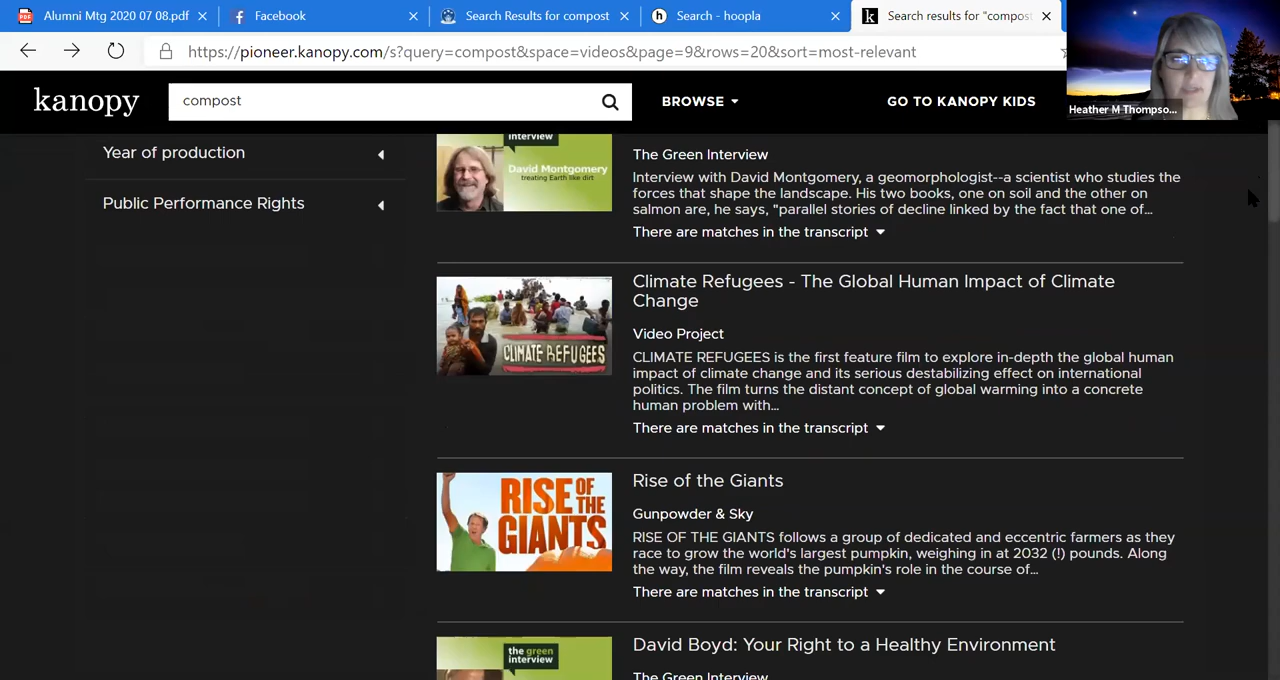 Alumni Mtg 2020 07 08.pdf
Facebook
Search Results for compost
Search - hoopla
Search results for "compost
https://pioneer.kanopy.com/s?query=compost&space=videos&page=9&rows=20&sort=most-relevant
kanopy
compost
BROWSE
GO TO KANOPY KIDS
Heather M Thompso...
Year of production
Public Performance Rights
interview
David Montgomery
treating Earth like dirt
The Green Interview
Interview with David Montgomery, a geomorphologist--a scientist who studies the
forces that shape the landscape. His two books, one on soil and the other on
salmon are, he says, "parallel stories of decline linked by the fact that one of...
There are matches in the transcript
CLIMATE REFUGEES
Climate Refugees - The Global Human Impact of Climate
Change
Video Project
CLIMATE REFUGEES is the first feature film to explore in-depth the global human
impact of climate change and its serious destabilizing effect on international
politics. The film turns the distant concept of global warming into a concrete
human problem with...
There are matches in the transcript
RISE OF THE
GIANTS
Rise of the Giants
Gunpowder & Sky
RISE OF THE GIANTS follows a group of dedicated and eccentric farmers as they
race to grow the world's largest pumpkin, weighing in at 2032 (!) pounds. Along
the way, the film reveals the pumpkin's role in the course of...
There are matches in the transcript
the green
interview
David Boyd: Your Right to a Healthy Environment
The Green Interview